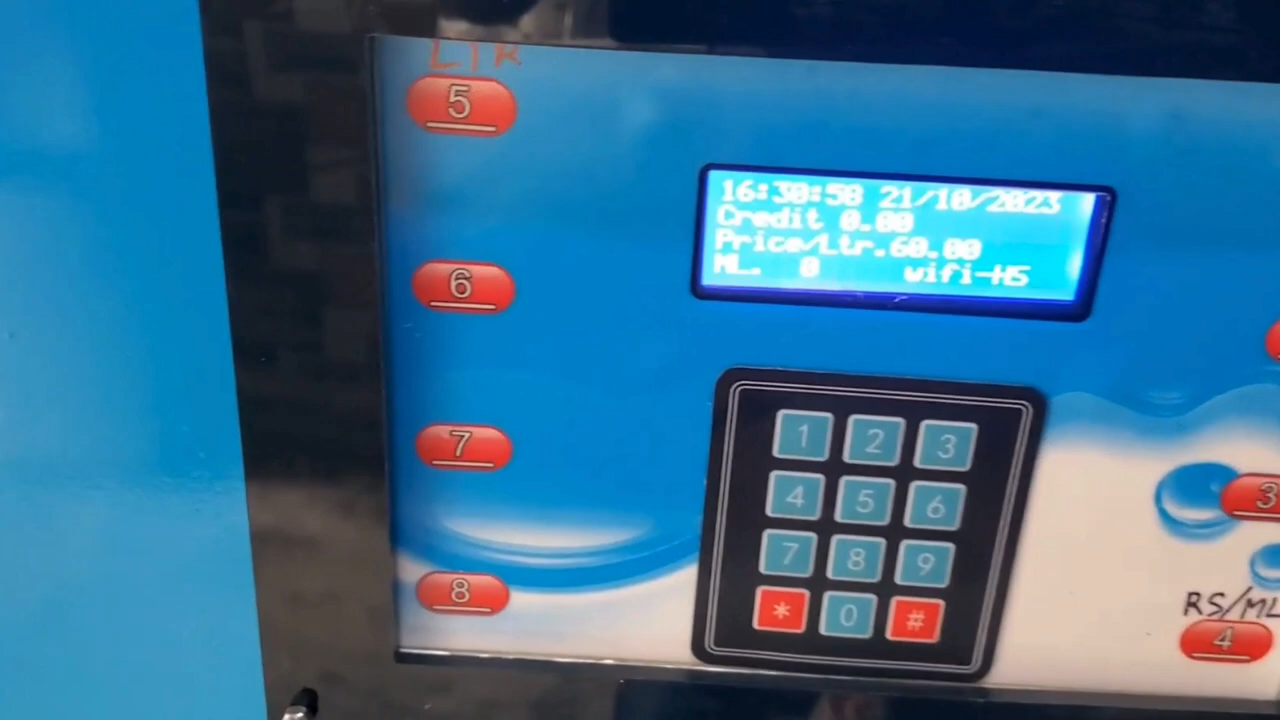 LTR
5
16:30:58 21/10/2023
Credit 0.00
Price/Ltr.60.00
ML. 0 wifi-HS
6
1 2 3
7
4 5 6
3
7 8 9
8
* 0 #
RS/ML
4